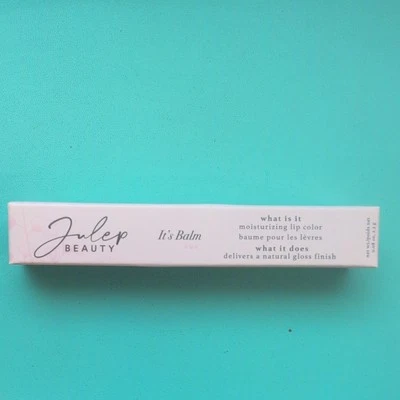 Julep
BEAUTY
It's Balm
what is it
moisturizing lip color
baume pour les lèvres
what it does
delivers a natural gloss finish